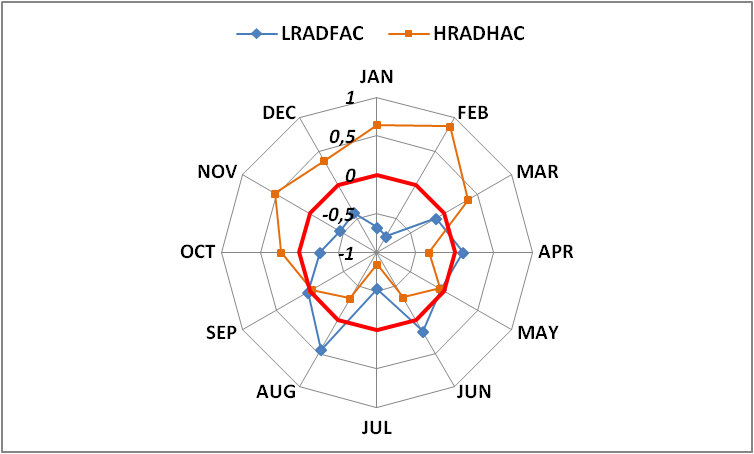 LRADFAC HRADHAC
JAN
1
DEC FEB
0,5
NOV 0 MAR
-0,5
OCT -1 APR
SEP MAY
AUG JUN
JUL